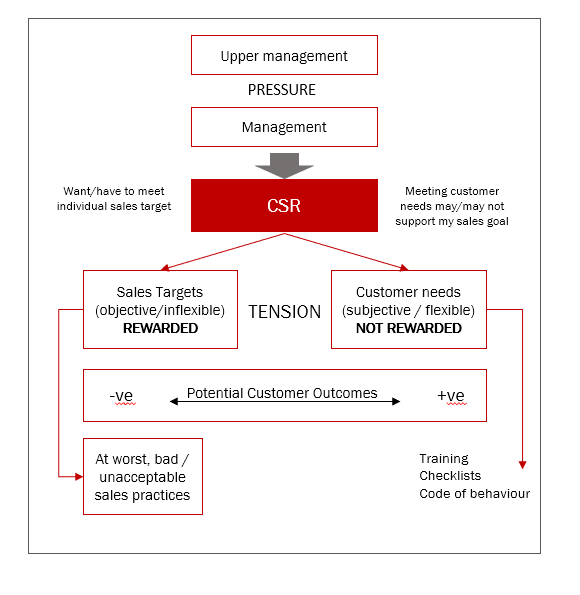 Upper management
PRESSURE
Management
Want/have to meet
individual sales target
CSR
Meeting customer
needs may/may not
support my sales goal
Sales Targets
(objective/inflexible)
REWARDED
TENSION
Customer needs
(subjective / flexible)
NOT REWARDED
-ve
Potential Customer Outcomes
+ve
At worst, bad /
unacceptable
sales practices
Training
Checklists
Code of behaviour